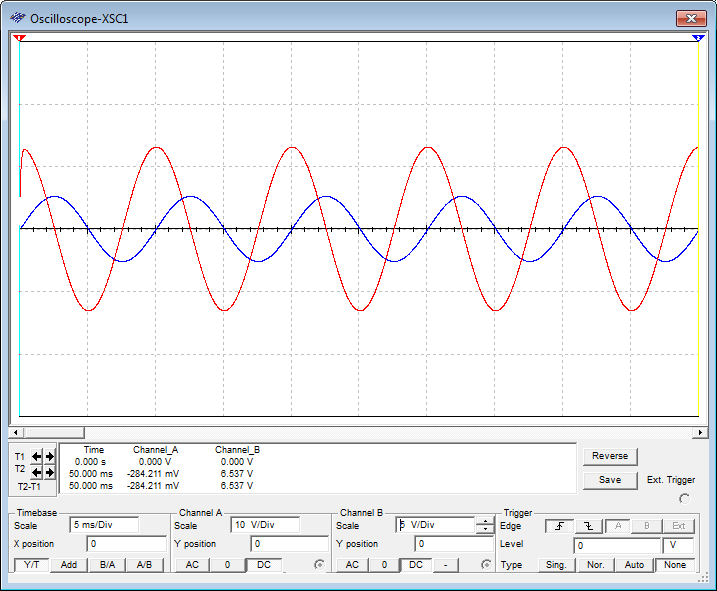 Oscilloscope-XSC1
Time Channel_A Channel_B
T1 0.000 s 0.000 V 0.000 V
T2 50.000 ms -284.211 mV 6.537 V
T2-T1 50.000 ms -284.211 mV 6.537 V
Reverse
Save
Ext. Trigger
Timebase
Scale 5 ms/Div
X position 0
Y/T Add B/A A/B
Channel A
Scale 10 V/Div
Y position 0
AC 0 DC
Channel B
Scale 5 V/Div
Y position 0
AC 0 DC -
Trigger
Edge A B Ext
Level 0 V
Type Sing. Nor. Auto None